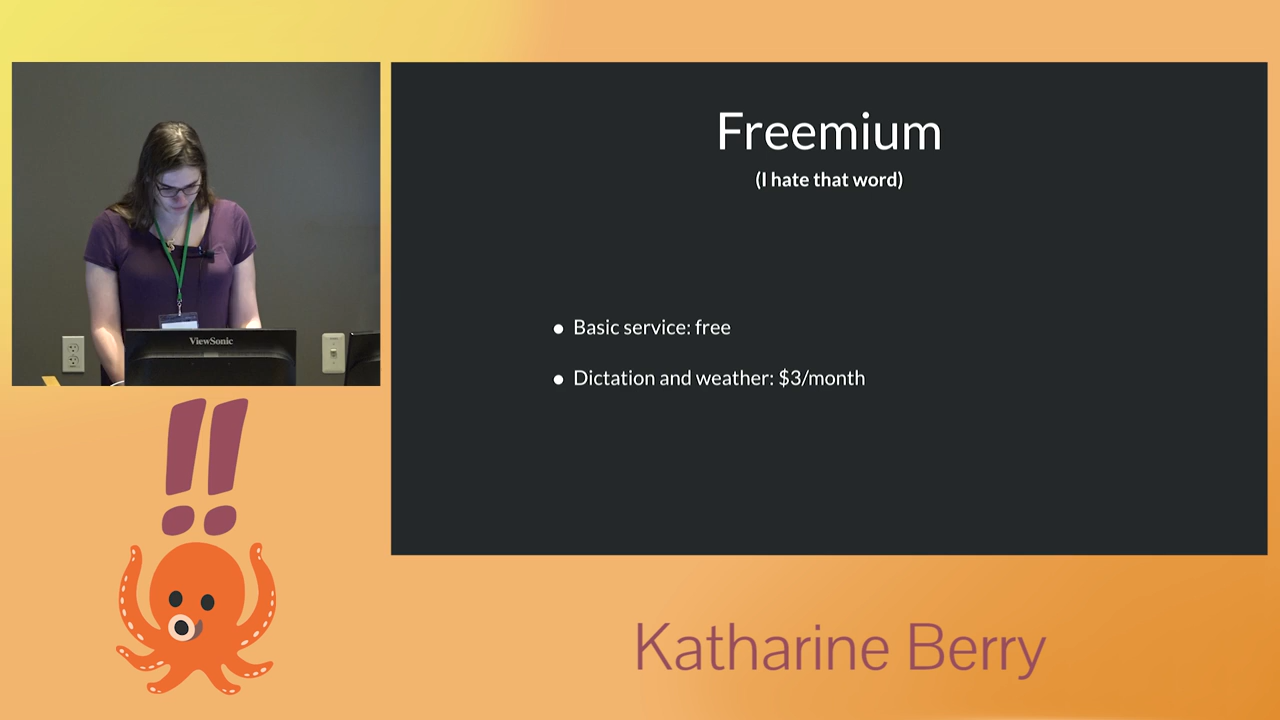 Freemium
(I hate that word)
Basic service: free
Dictation and weather: $3/month
ViewSonic
!!
Katharine Berry